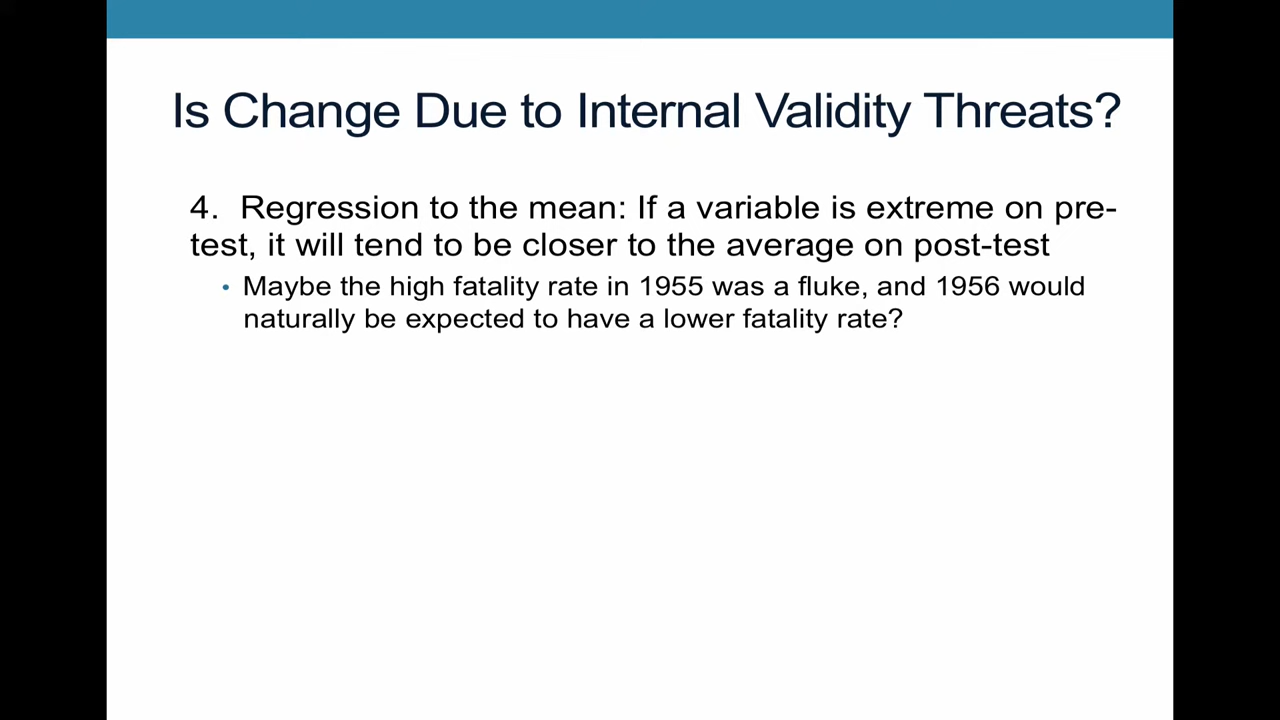 Is Change Due to Internal Validity Threats?
4. Regression to the mean: If a variable is extreme on pre-
test, it will tend to be closer to the average on post-test
• Maybe the high fatality rate in 1955 was a fluke, and 1956 would
naturally be expected to have a lower fatality rate?